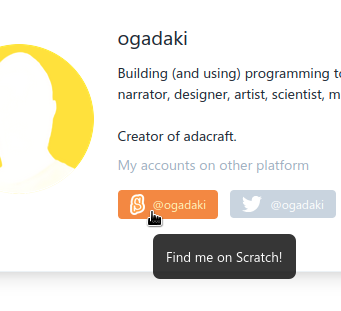 ogadaki
Building (and using) programming
narrator, designer, artist, scientist,
Creator of adacraft.
My accounts on other platform
@ogadaki @ogadaki
Find me on Scratch!